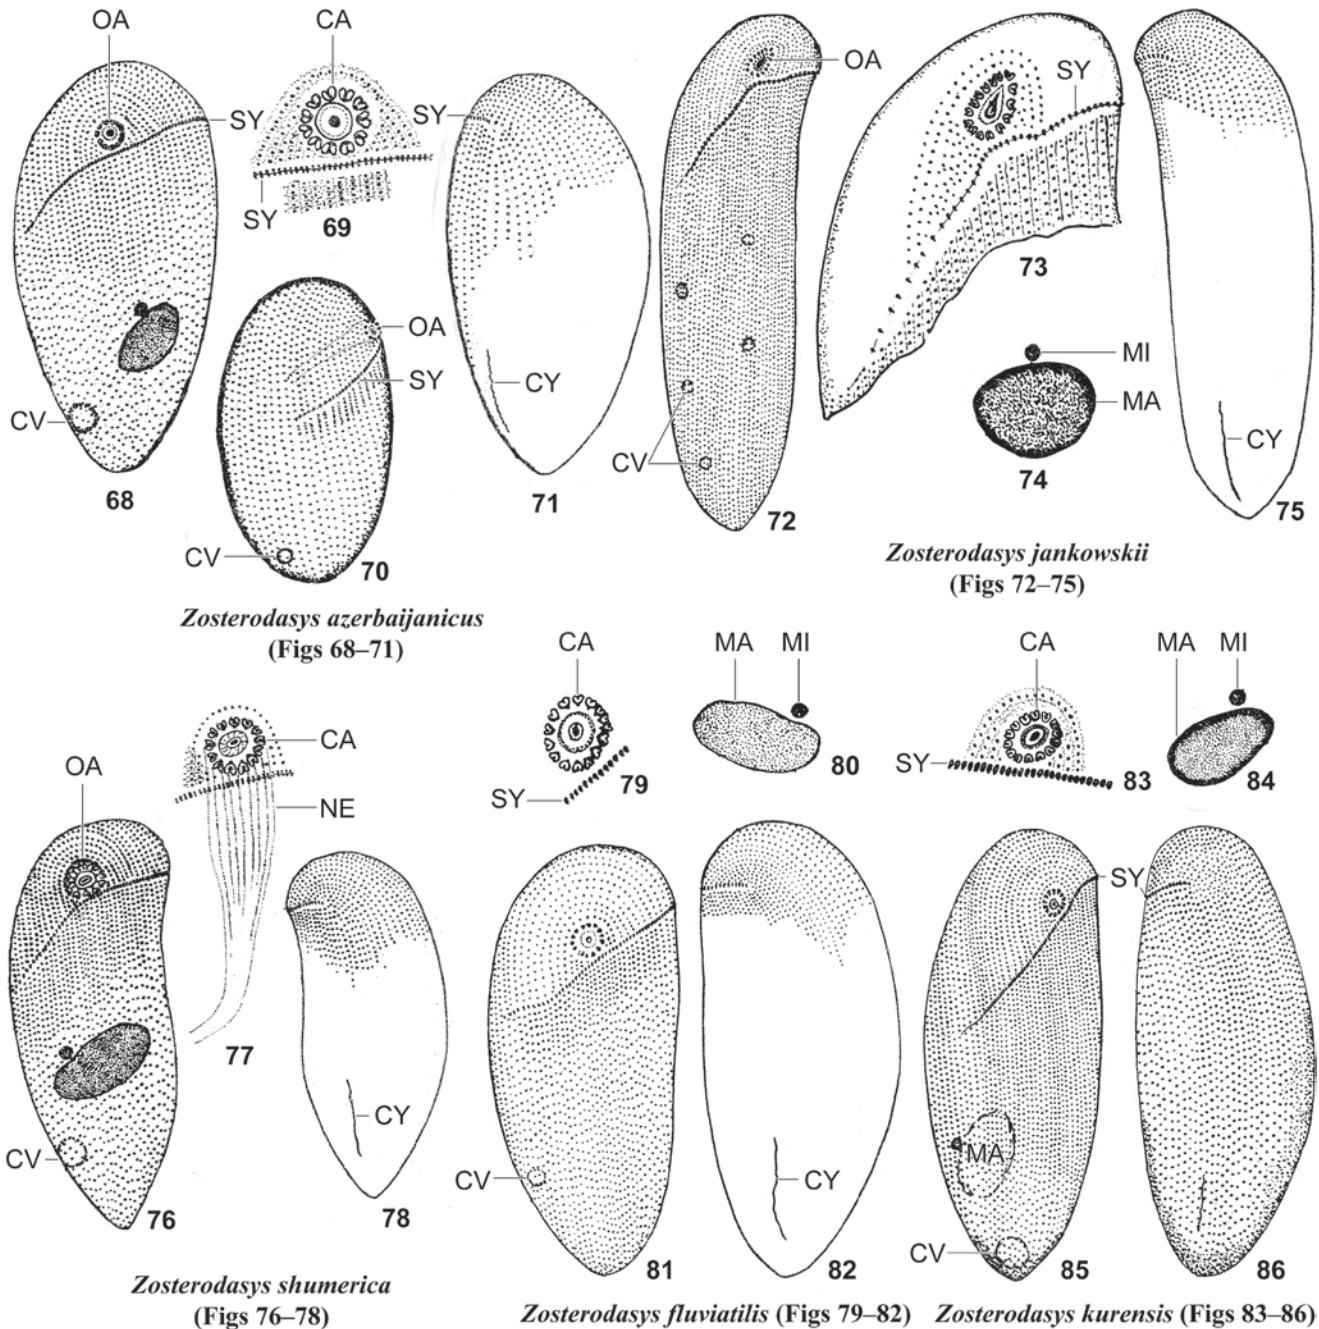 OA
CA
SY
SY
69
68
CV
OA
SY
CV
70
SY
CY
71
Zosterodasys azerbaijanicus
(Figs 68–71)
OA
CV
72
SY
73
MI
MA
74
CY
75
Zosterodasys jankowskii
(Figs 72–75)
OA
CA
NE
77
CV
76
CY
78
Zosterodasys shumerica
(Figs 76–78)
CA
SY
79
MA MI
80
CV
81
CY
82
Zosterodasys fluviatilis (Figs 79–82)
CA
SY
83
MA MI
84
SY
MA
CV
85
86
Zosterodasys kurensis (Figs 83–86)